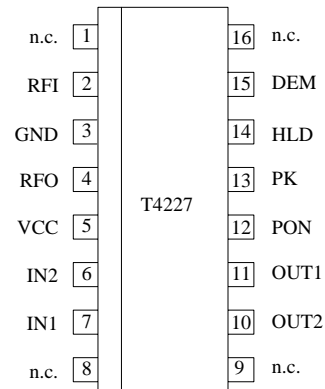 n.c. 1 16 n.c.
RFI 2 15 DEM
GND 3 14 HLD
RFO 4 13 PK
T4227
VCC 5 12 PON
IN2 6 11 OUT1
IN1 7 10 OUT2
n.c. 8 9 n.c.